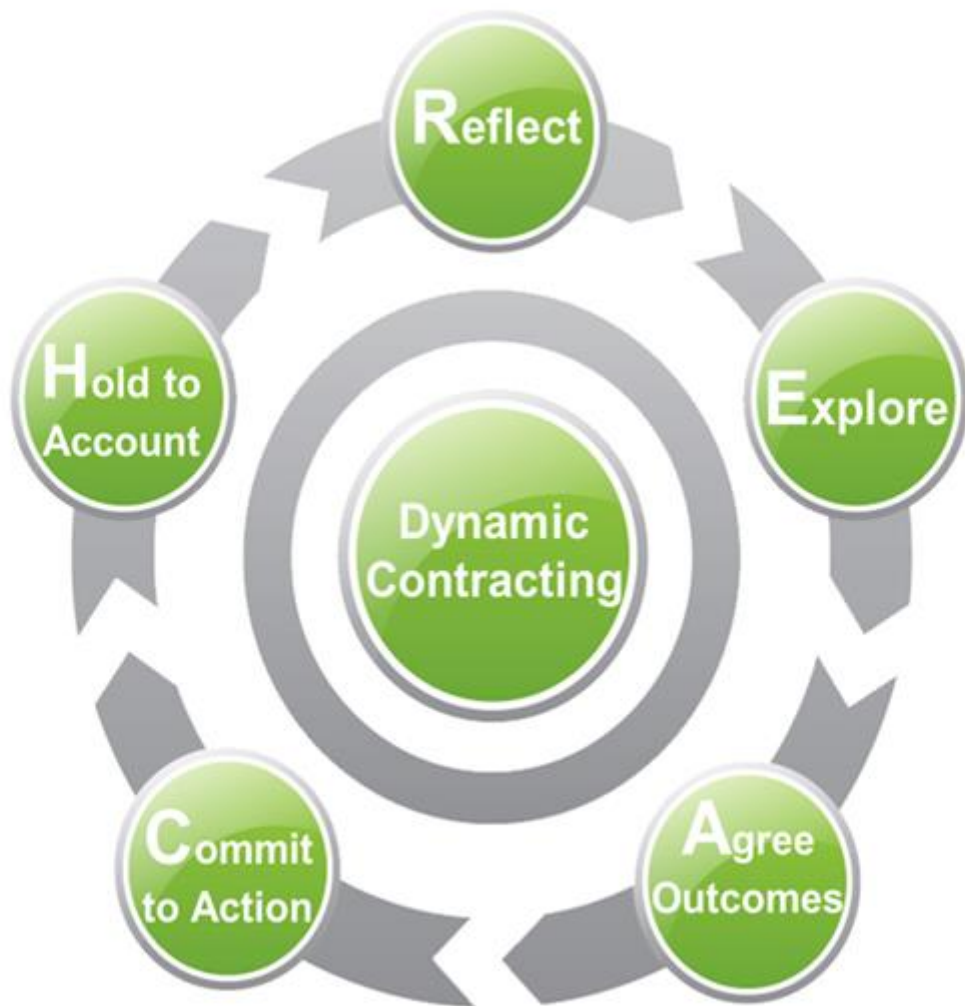 Reflect
Explore
Agree
Outcomes
Commit
to Action
Hold to
Account
Dynamic
Contracting